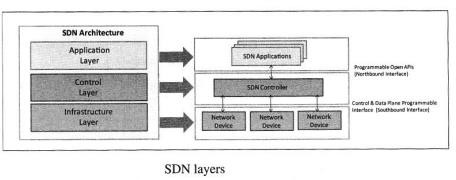 SDN Architecture
Application
Layer
Control
Layer
Infrastructure
Layer
SDN Applications
SDN Controller
Network
Device
Network
Device
Network
Device
Programmable Open APIs
(Northbound Interface)
Control & Data Plane Programmable
Interface (Southbound Interface)
SDN layers